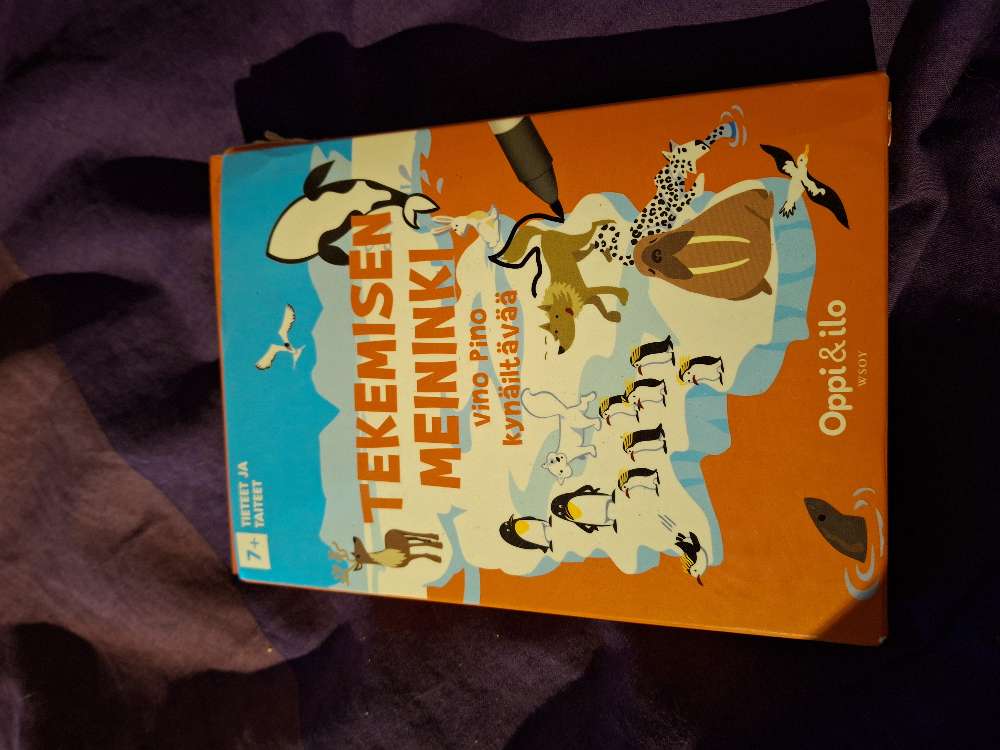 7+
TIETEET JA
TAITEET
TEKEMISEN
MEININKI
Vino Pino
kynäiltävää
Oppi&ilo
WSOY